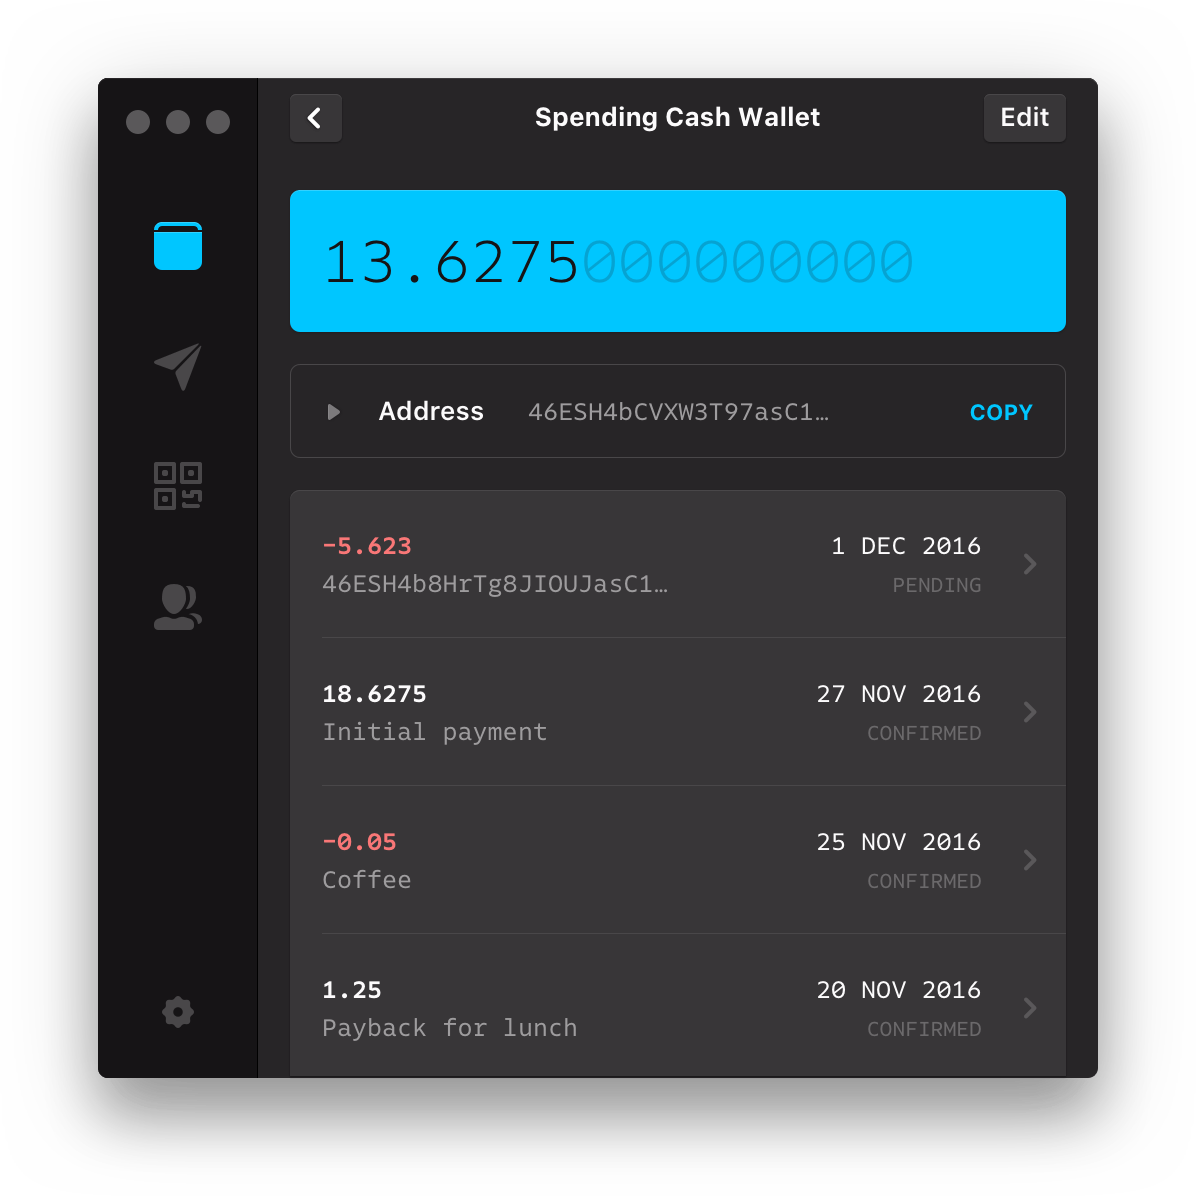 Spending Cash Wallet
Edit
13.6275000000000
Address 46ESH4bCVXW3T97asC1… COPY
-5.623 1 DEC 2016
46ESH4b8HrTg8JIOUJasC1… PENDING
18.6275 27 NOV 2016
Initial payment CONFIRMED
-0.05 25 NOV 2016
Coffee CONFIRMED
1.25 20 NOV 2016
Payback for lunch CONFIRMED